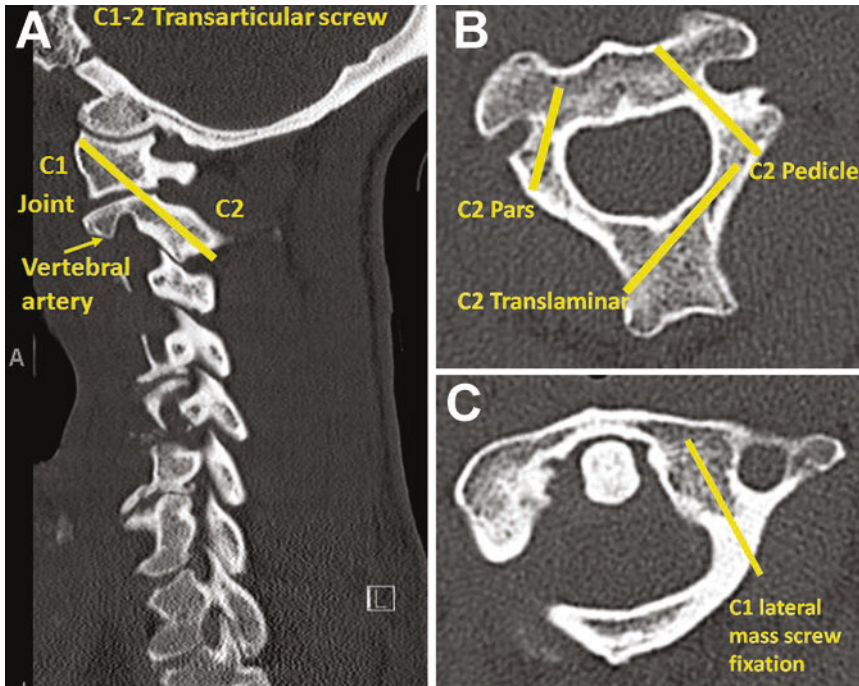 A
C1-2 Transarticular screw
C1
Joint
C2
Vertebral
artery
A
L
B
C2 Pedicle
C2 Pars
C2 Translaminar
C
C1 lateral
mass screw
fixation